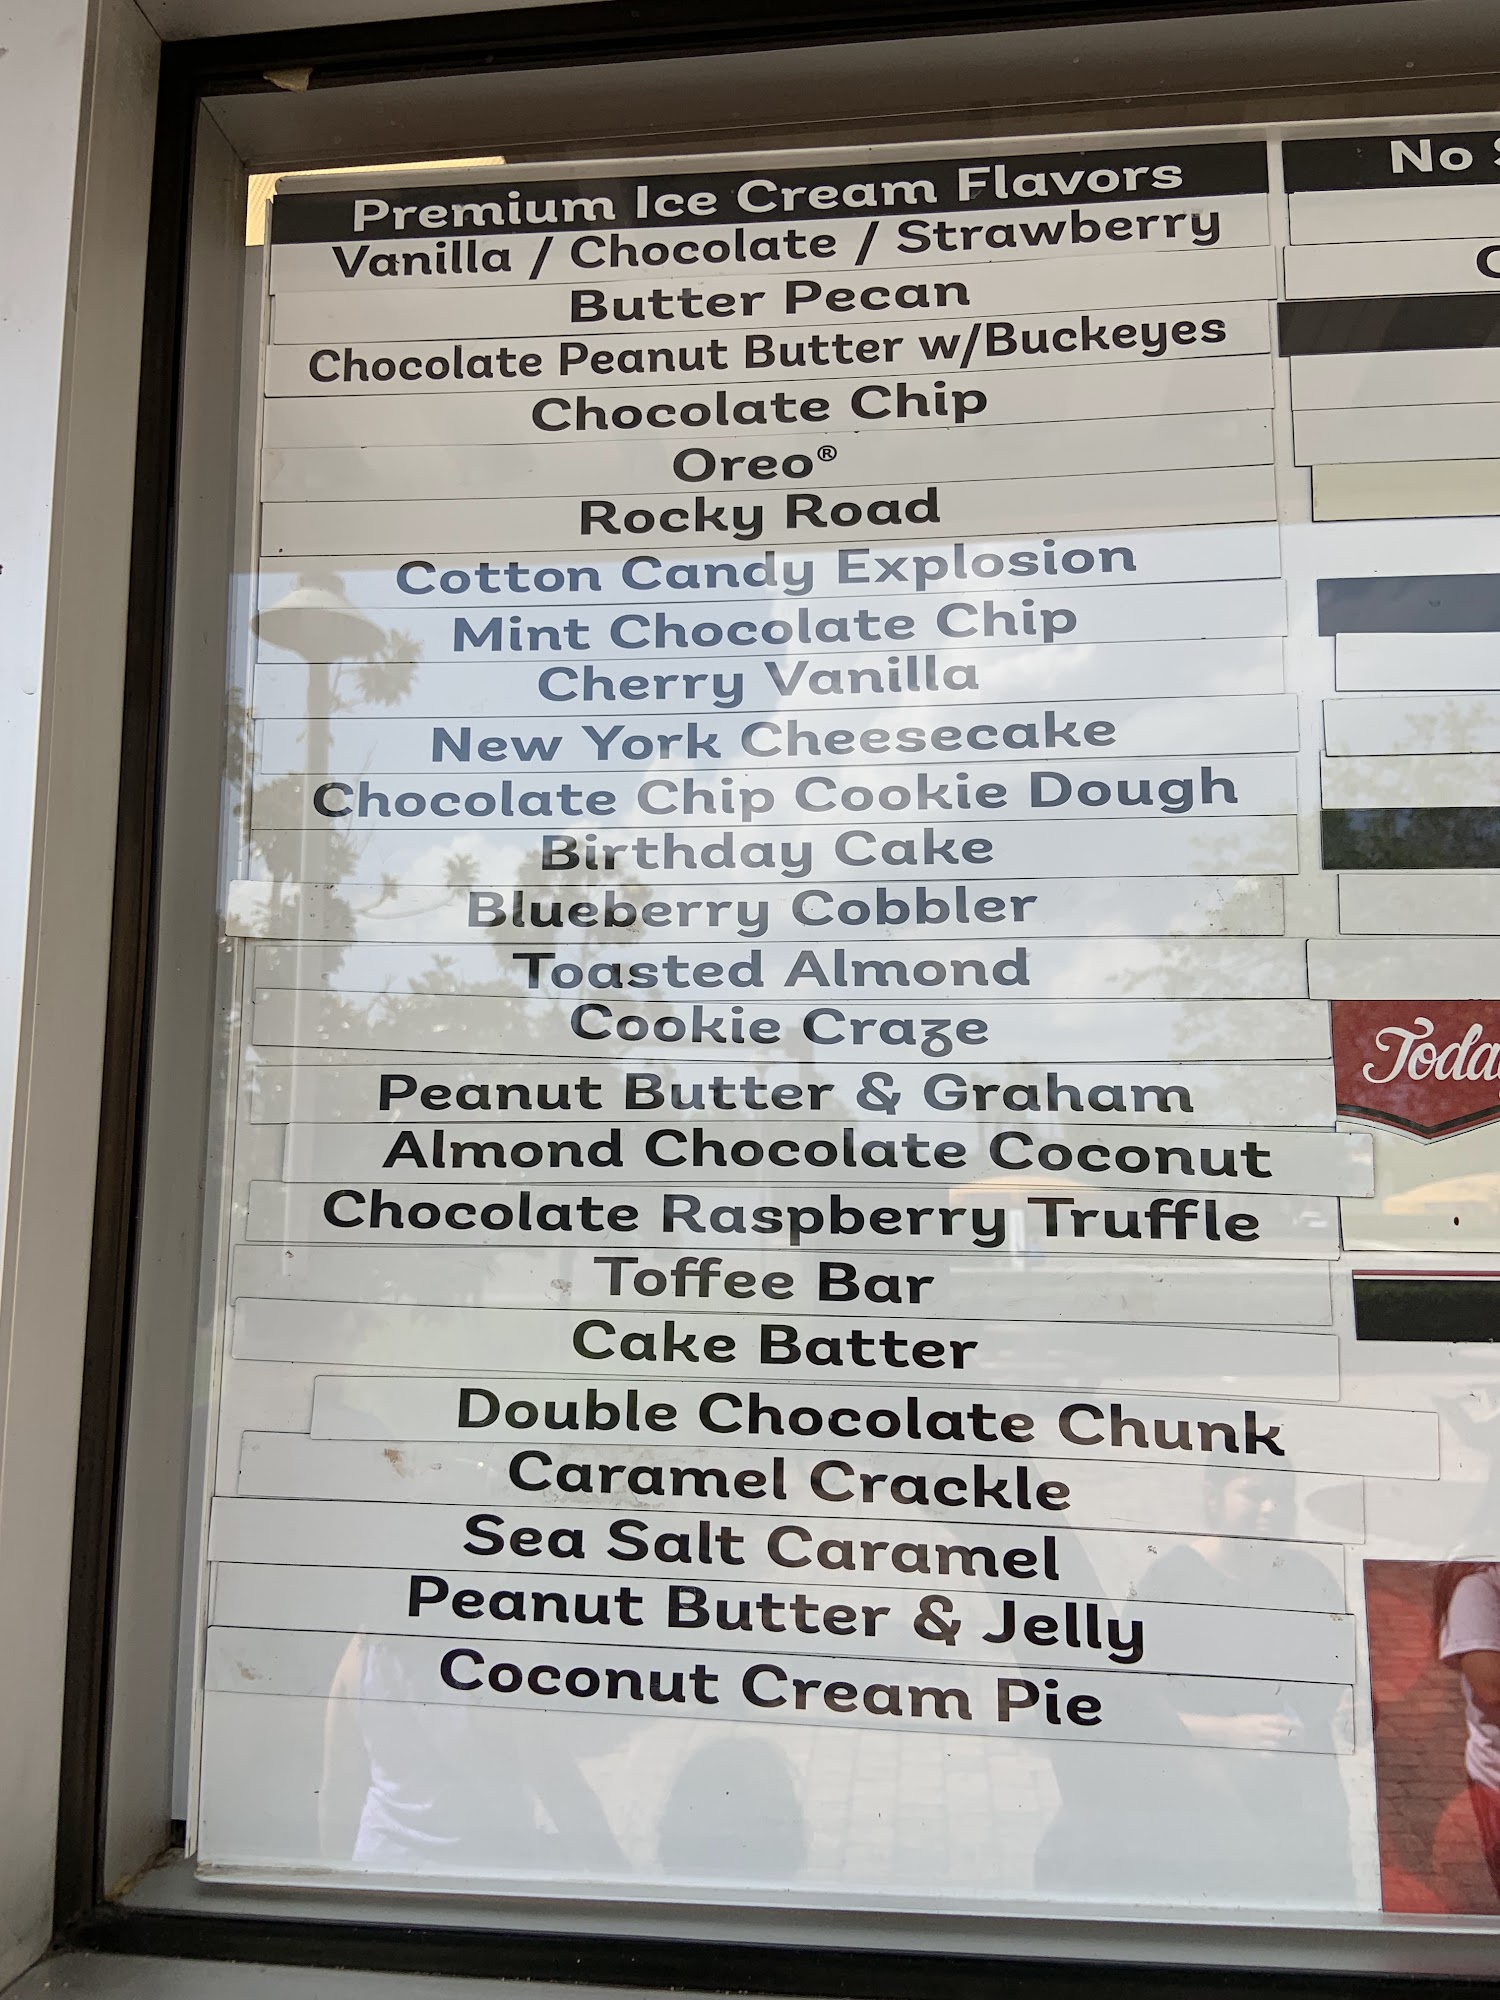 Premium Ice Cream Flavors
Vanilla / Chocolate / Strawberry
Butter Pecan
Chocolate Peanut Butter w/Buckeyes
Chocolate Chip
Oreo®
Rocky Road
Cotton Candy Explosion
Mint Chocolate Chip
Cherry Vanilla
New York Cheesecake
Chocolate Chip Cookie Dough
Birthday Cake
Blueberry Cobbler
Toasted Almond
Cookie Craze
Peanut Butter & Graham
Almond Chocolate Coconut
Chocolate Raspberry Truffle
Toffee Bar
Cake Batter
Double Chocolate Chunk
Caramel Crackle
Sea Salt Caramel
Peanut Butter & Jelly
Coconut Cream Pie
No